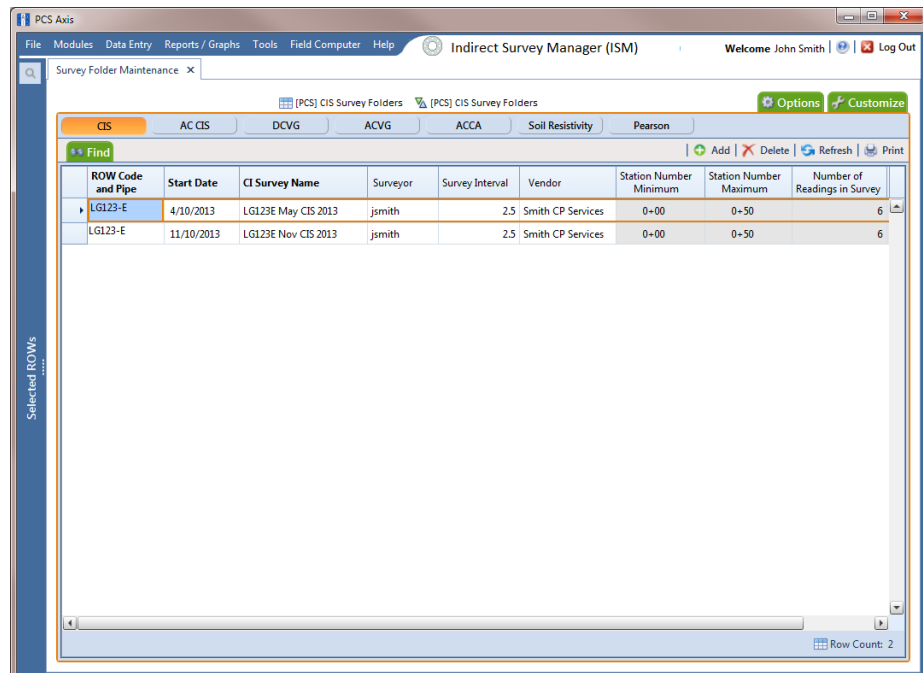 PCS Axis
File Modules Data Entry Reports / Graphs Tools Field Computer Help Indirect Survey Manager (ISM) Welcome John Smith Log Out
Survey Folder Maintenance X
[PCS] CIS Survey Folders [PCS] CIS Survey Folders Options Customize
CIS AC CIS DCVG ACVG ACCA Soil Resistivity Pearson
Find Add Delete Refresh Print
ROW Code and Pipe Start Date CI Survey Name Surveyor Survey Interval Vendor Station Number Minimum Station Number Maximum Number of Readings in Survey
LG123-E 4/10/2013 LG123E May CIS 2013 jsmith 2.5 Smith CP Services 0+00 0+50 6
LG123-E 11/10/2013 LG123E Nov CIS 2013 jsmith 2.5 Smith CP Services 0+00 0+50 6
Selected ROWs
Row Count: 2